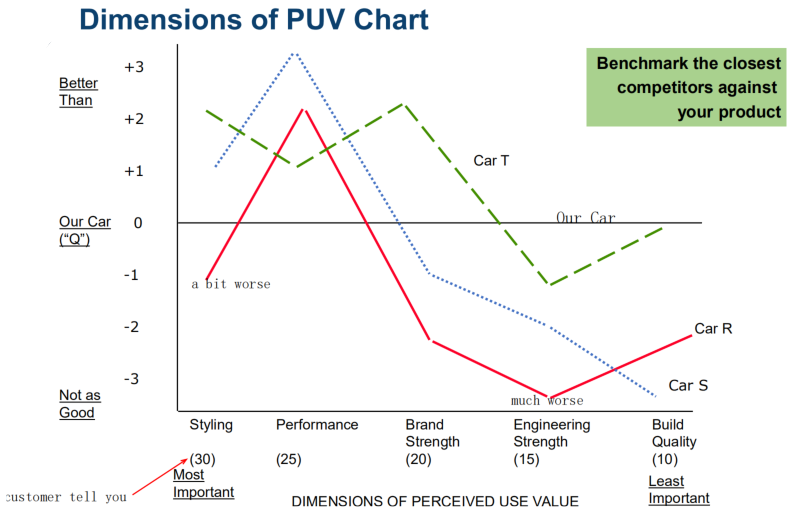 Dimensions of PUV Chart
Benchmark the closest
competitors against
your product
Better
Than
+3
+2
+1
Our Car
("Q")
0
-1
-2
-3
Not as
Good
Car T
Our Car
a bit worse
Car R
Car S
much worse
Styling
(30)
Most
Important
Performance
(25)
Brand
Strength
(20)
Engineering
Strength
(15)
Build
Quality
(10)
Least
Important
customer tell you
DIMENSIONS OF PERCEIVED USE VALUE